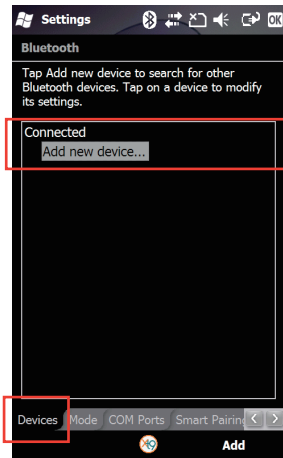 Settings
OK
Bluetooth
Tap Add new device to search for other
Bluetooth devices. Tap on a device to modify
its settings.
Connected
Add new device...
Devices Mode COM Ports Smart Pairing
Add